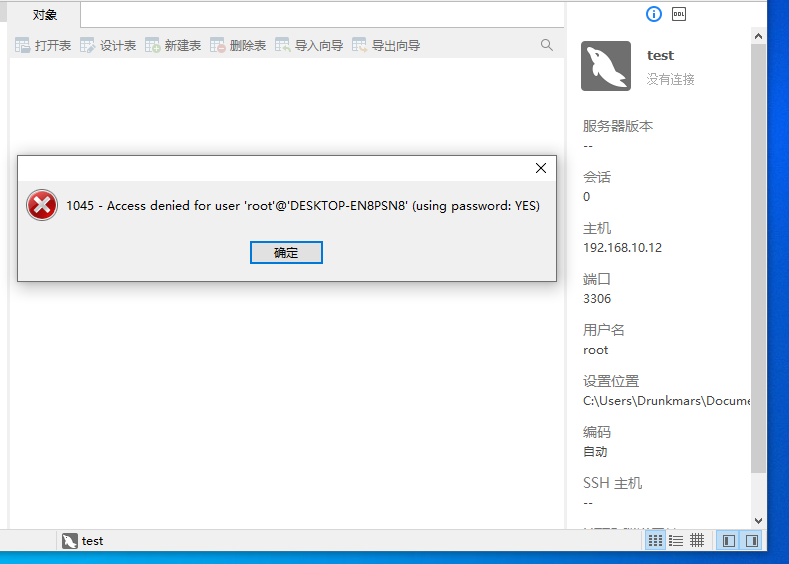 对象
打开表 设计表 新建表 删除表 导入向导 导出向导
1045 - Access denied for user 'root'@'DESKTOP-EN8PSN8' (using password: YES)
确定
DDL
test
没有连接
服务器版本
--
会话
0
主机
192.168.10.12
端口
3306
用户名
root
设置位置
C:\Users\Drunkmars\Docume
编码
自动
SSH 主机
--
test